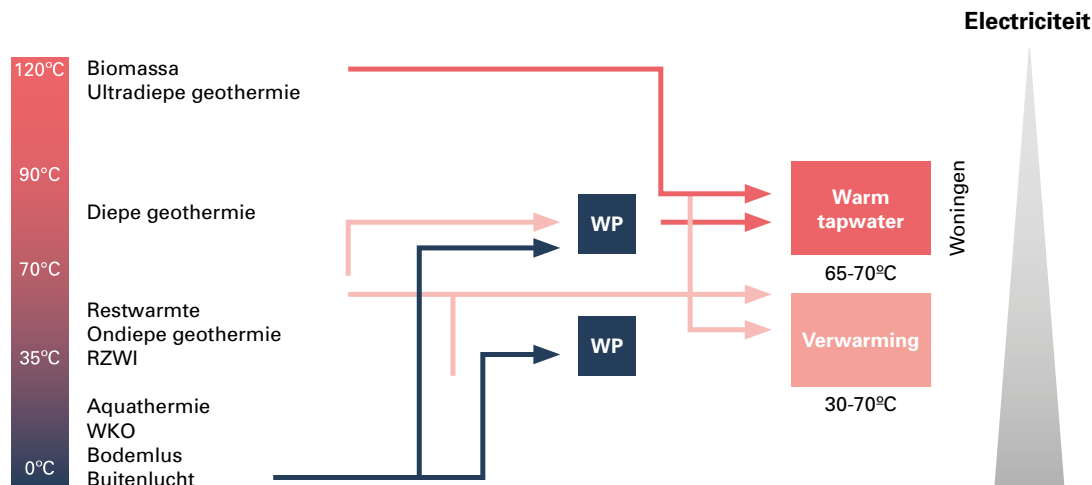 Electriciteit
120°C
Biomassa
Ultradiepe geothermie
90°C
Diepe geothermie
WP
Warm
tapwater
Woningen
70°C
65-70ºC
Restwarmte
Ondiepe geothermie
RZWI
35°C
WP
Verwarming
30-70ºC
Aquathermie
WKO
Bodemlus
Buitenlucht
0°C